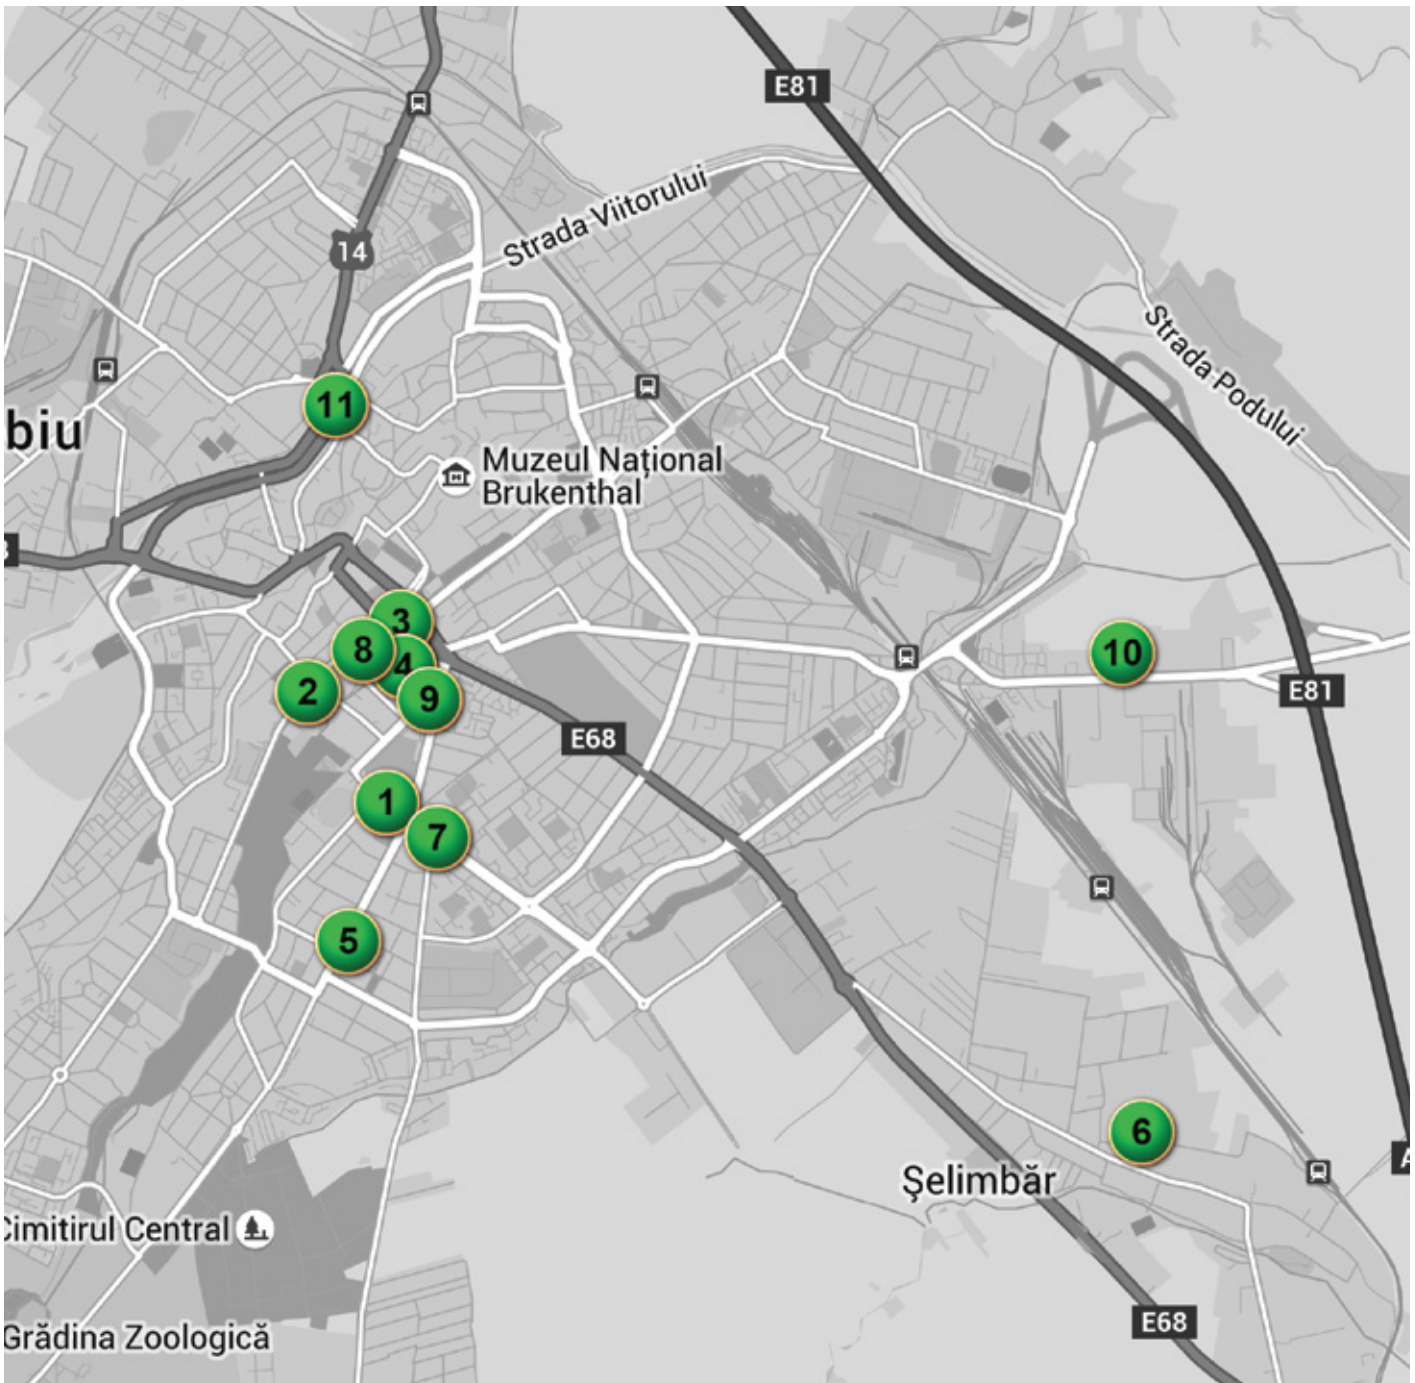 E81
Strada Viitorului
14
Strada Podului
11
biu
Muzeul Național
Brukenthal
3
8
4
2
9
10
E81
E68
1
7
5
6
Şelimbăr
Cimitirul Central
E68
Grădina Zoologică